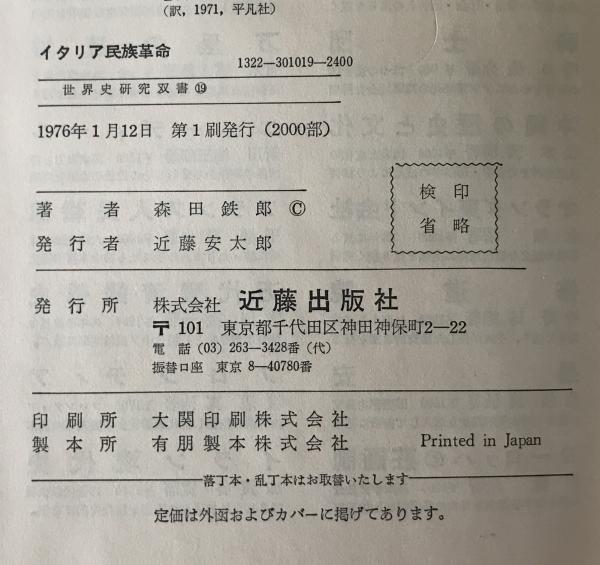 (訳, 1971, 平凡社)
イタリア民族革命
1322—301019—2400
世界史研究双書⑲
1976年1月12日 第1刷発行(2000部)
著者 森田鉄郎 ©
発行者 近藤安太郎
検印
省略
発行所 株式会社 近藤出版社
〒101 東京都千代田区神田神保町2—22
電話 (03) 263—3428番(代)
振替口座 東京 8—40780番
印刷所 大関印刷株式会社
製本所 有朋製本株式会社
Printed in Japan
落丁本・乱丁本はお取替いたします
定価は外函およびカバーに掲げてあります。